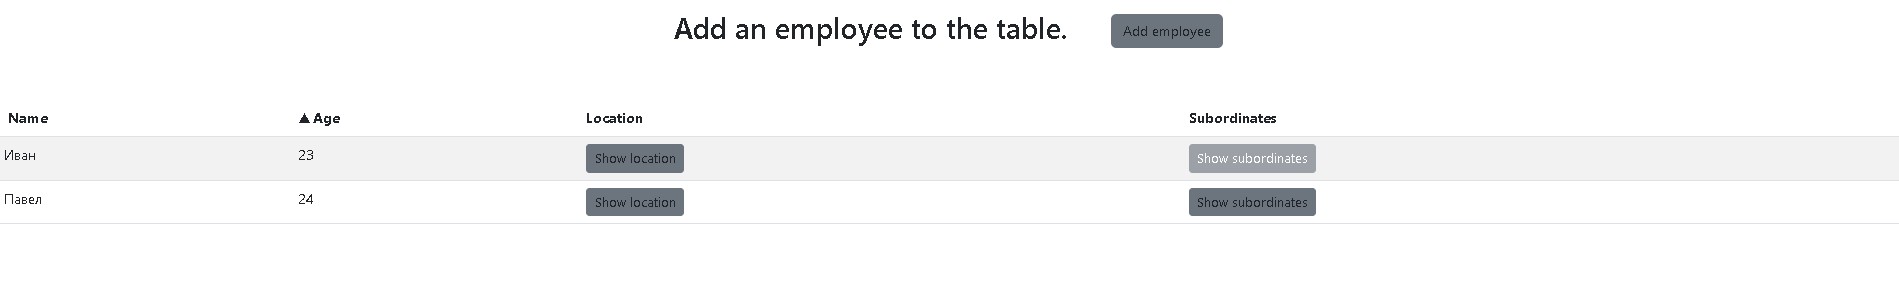 Add an employee to the table. Add employee
Name ▲ Age Location Subordinates
Иван 23 Show location Show subordinates
Павел 24 Show location Show subordinates